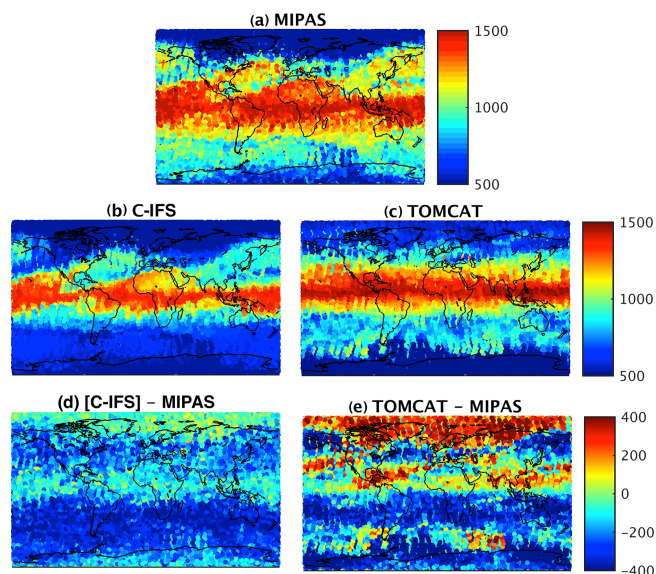 (a) MIPAS
1500
1000
500
(b) C-IFS
(c) TOMCAT
1500
1000
500
(d) [C-IFS] – MIPAS
(e) TOMCAT – MIPAS
400
200
0
−200
−400